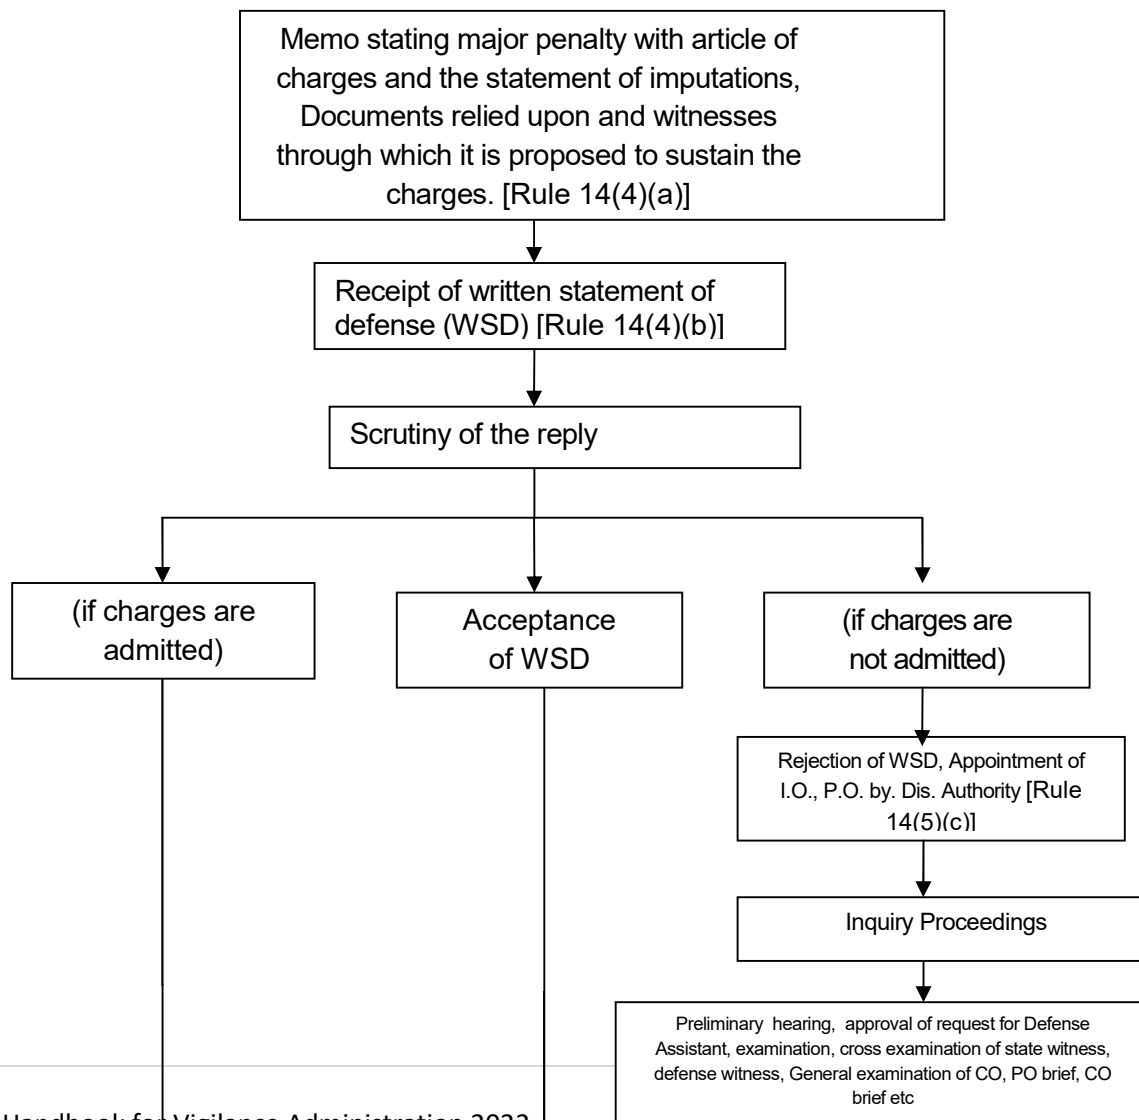 Memo stating major penalty with article of
charges and the statement of imputations,
Documents relied upon and witnesses
through which it is proposed to sustain the
charges. [Rule 14(4)(a)]
Receipt of written statement of
defense (WSD) [Rule 14(4)(b)]
Scrutiny of the reply
(if charges are
admitted)
Acceptance
of WSD
(if charges are
not admitted)
Rejection of WSD, Appointment of
I.O., P.O. by. Dis. Authority [Rule
14(5)(c)]
Inquiry Proceedings
Preliminary hearing, approval of request for Defense
Assistant, examination, cross examination of state witness,
defense witness, General examination of CO, PO brief, CO
brief etc
Handbook for Vigilance Administration 2022